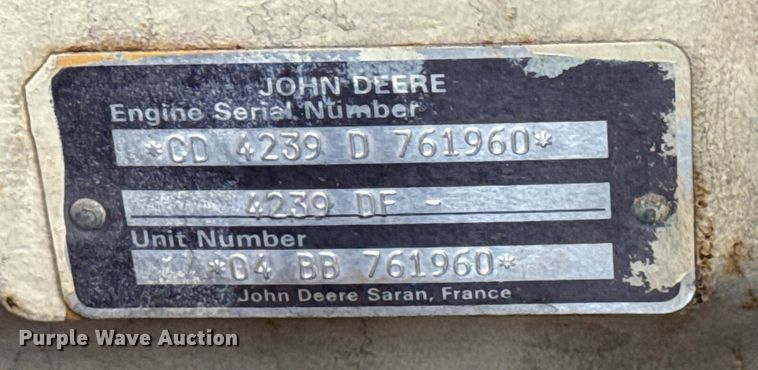 JOHN DEERE
Engine Serial Number
*CD 4239 D 761960*
4239 DF -
Unit Number
*04 BB 761960*
John Deere Saran, France
Purple Wave Auction